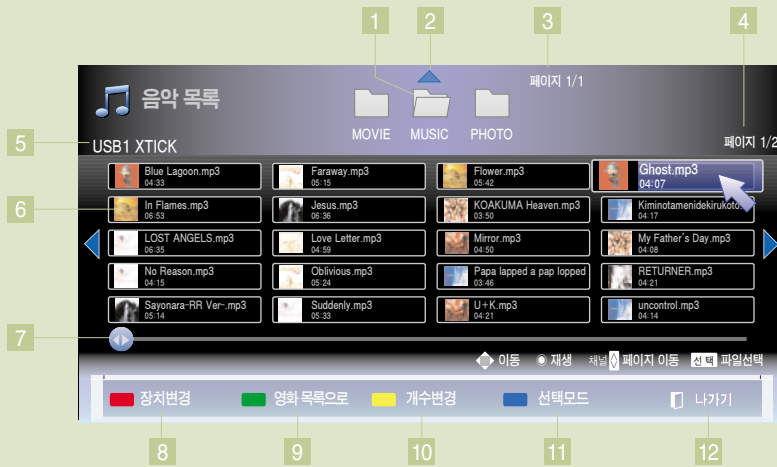 1 2 3 4
페이지 1/1
음악 목록
MOVIE MUSIC PHOTO
5 USB1 XTICK 페이지 1/2
Blue Lagoon.mp3 Faraway.mp3 Flower.mp3 Ghost.mp3
04:33 05:15 05:42 04:07
6 In Flames.mp3 Jesus.mp3 KOAKUMA Heaven.mp3 Kiminotamenidekirukoto.
06:53 06:36 03:50 04:17
LOST ANGELS.mp3 Love Letter.mp3 Mirror.mp3 My Father's Day.mp3
06:35 04:59 04:50 04:08
No Reason.mp3 Oblivious.mp3 Papa lapped a pap lopped RETURNER.mp3
04:15 05:24 03:46 04:21
Sayonara-RR Ver-.mp3 Suddenly.mp3 U+K.mp3 uncontrol.mp3
05:14 05:33 04:21 04:14
7
이동 재생 채널 페이지 이동 선택 파일선택
장치변경 영화 목록으로 개수변경 선택모드 나가기
8 9 10 11 12